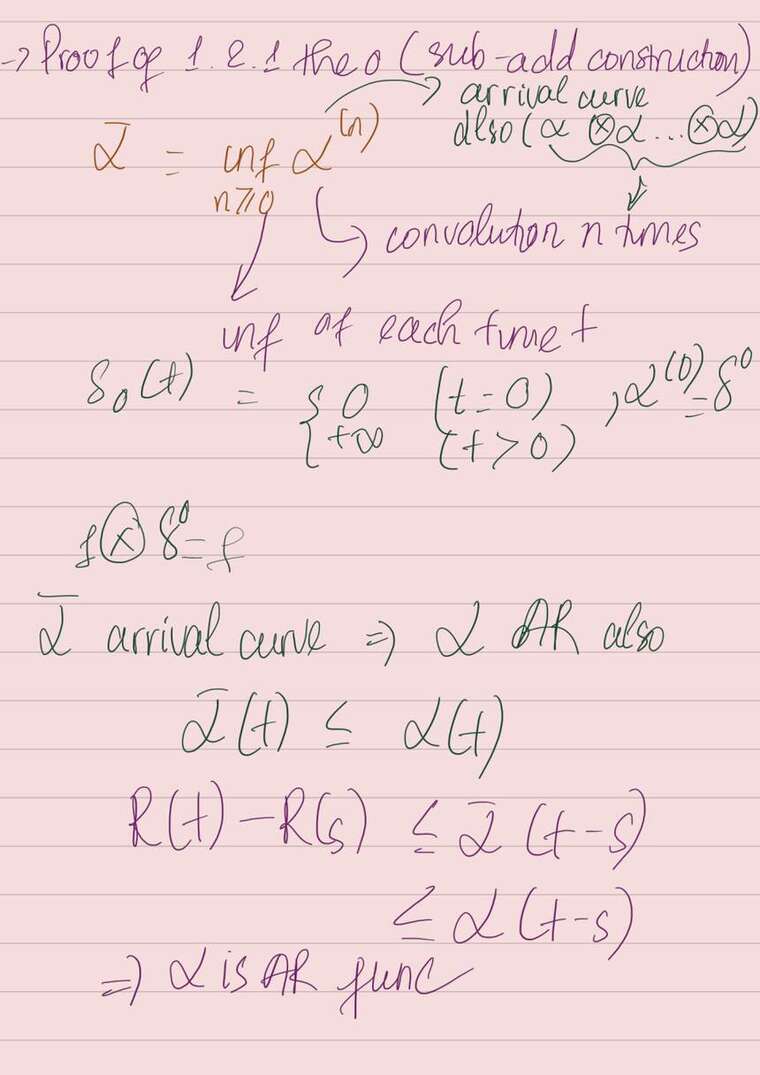 → Proof of 1.2.1 theo (sub-add construction)
arrival curve
also (α ⊗ α ... ⊗ α)
ᾱ = inf α⁽ⁿ⁾
n ≥ 0
convolution n times
inf of each time t
δ₀(t) = { 0 (t = 0) , α⁽⁰⁾ = δ⁰
{ +∞ (t > 0)
f ⊗ δ⁰ = f
ᾱ arrival curve ⇒ α AR also
ᾱ(t) ≤ α(t)
R(t) − R(s) ≤ ᾱ (t − s)
≤ α (t − s)
⇒ α is AR func